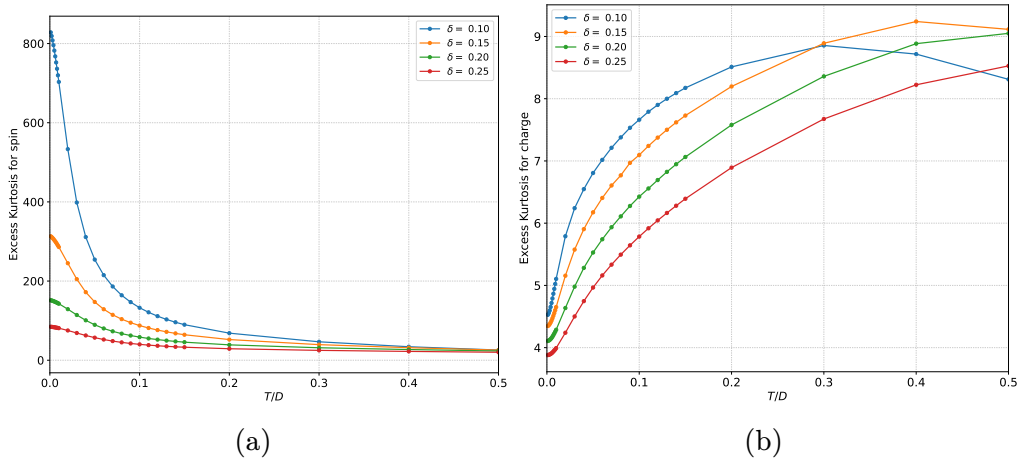 Excess Kurtosis for spin
800
600
400
200
0
0.0 0.1 0.2 0.3 0.4 0.5
T/D
δ = 0.10
δ = 0.15
δ = 0.20
δ = 0.25
(a)
Excess Kurtosis for charge
9
8
7
6
5
4
0.0 0.1 0.2 0.3 0.4 0.5
T/D
δ = 0.10
δ = 0.15
δ = 0.20
δ = 0.25
(b)